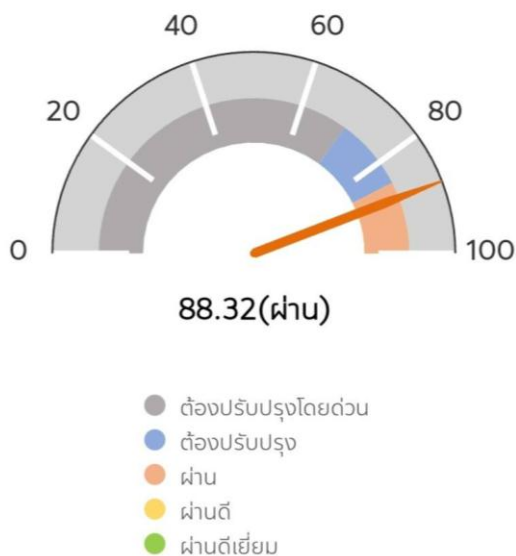 40 60
20 80
0 100
88.32(ผ่าน)
ต้องปรับปรุงโดยด่วน
ต้องปรับปรุง
ผ่าน
ผ่านดี
ผ่านดีเยี่ยม